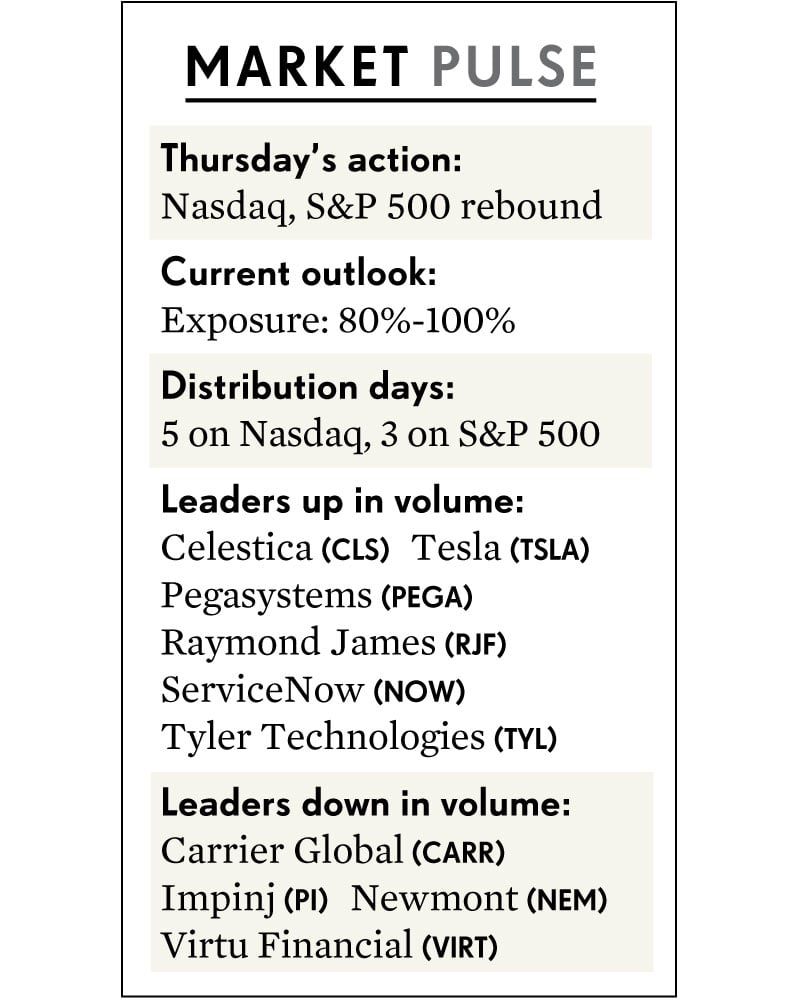 MARKET PULSE
Thursday's action:
Nasdaq, S&P 500 rebound
Current outlook:
Exposure: 80%-100%
Distribution days:
5 on Nasdaq, 3 on S&P 500
Leaders up in volume:
Celestica (CLS) Tesla (TSLA)
Pegasystems (PEGA)
Raymond James (RJF)
ServiceNow (NOW)
Tyler Technologies (TYL)
Leaders down in volume:
Carrier Global (CARR)
Impinj (PI) Newmont (NEM)
Virtu Financial (VIRT)